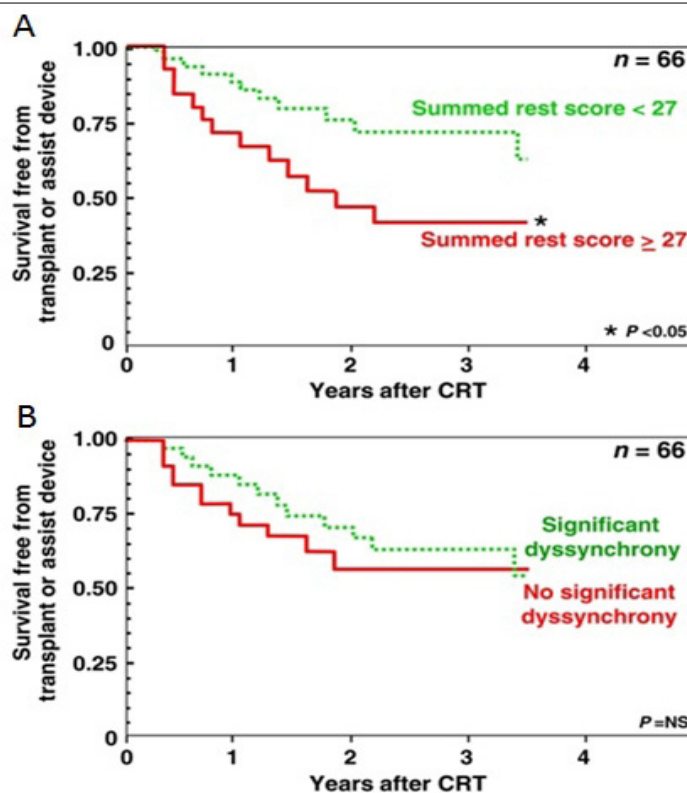 A
Survival free from
transplant or assist device
1.00
0.75
0.50
0.25
0
n = 66
Summed rest score < 27
*
Summed rest score ≥ 27
* P <0.05
0 1 2 3 4
Years after CRT
B
Survival free from
transplant or assist device
1.00
0.75
0.50
0.25
0
n = 66
Significant
dyssynchrony
No significant
dyssynchrony
P =NS
0 1 2 3 4
Years after CRT